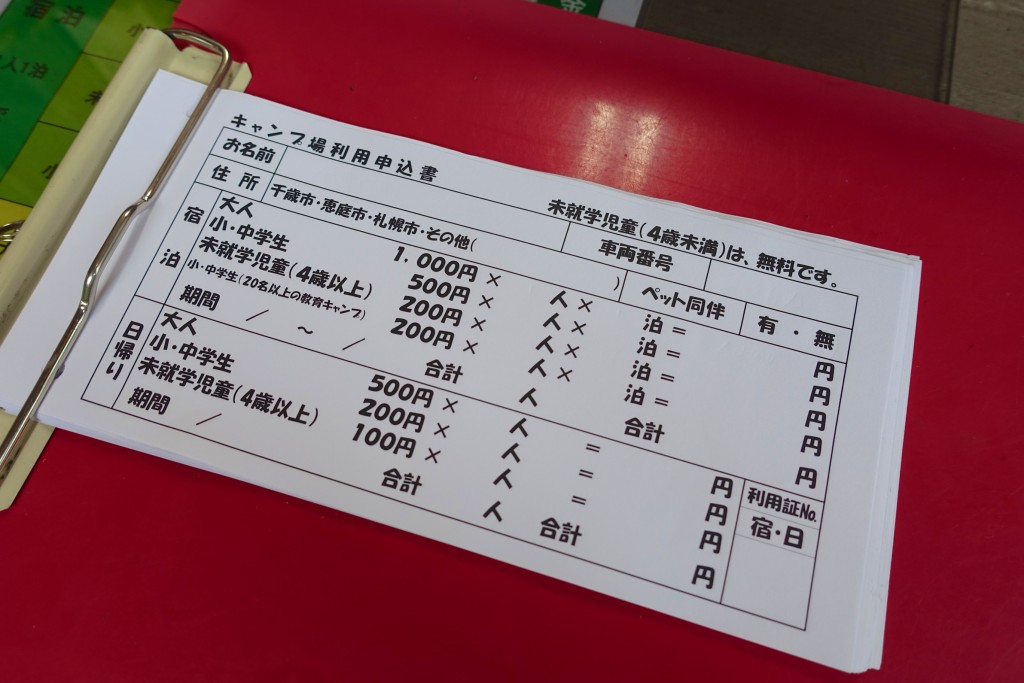 宿泊
人1泊
金
キャンプ場利用申込書
未就学児童(4歳未満)は、無料です。
お名前
車両番号
住所 千歳市・恵庭市・札幌市・その他( )
ペット同伴 有・無
宿泊
大人 1.000円 × 人 × 泊 = 円
小・中学生 500円 × 人 × 泊 = 円
未就学児童(4歳以上) 200円 × 人 × 泊 = 円
小・中学生(20名以上の教育キャンプ) 200円 × 人 × 泊 = 円
期間 / ～ / 合計 人 合計 円
日帰り
大人 500円 × 人 = 円
小・中学生 200円 × 人 = 円
未就学児童(4歳以上) 100円 × 人 = 円
期間 / 合計 人 合計 円
利用証No.
宿・日